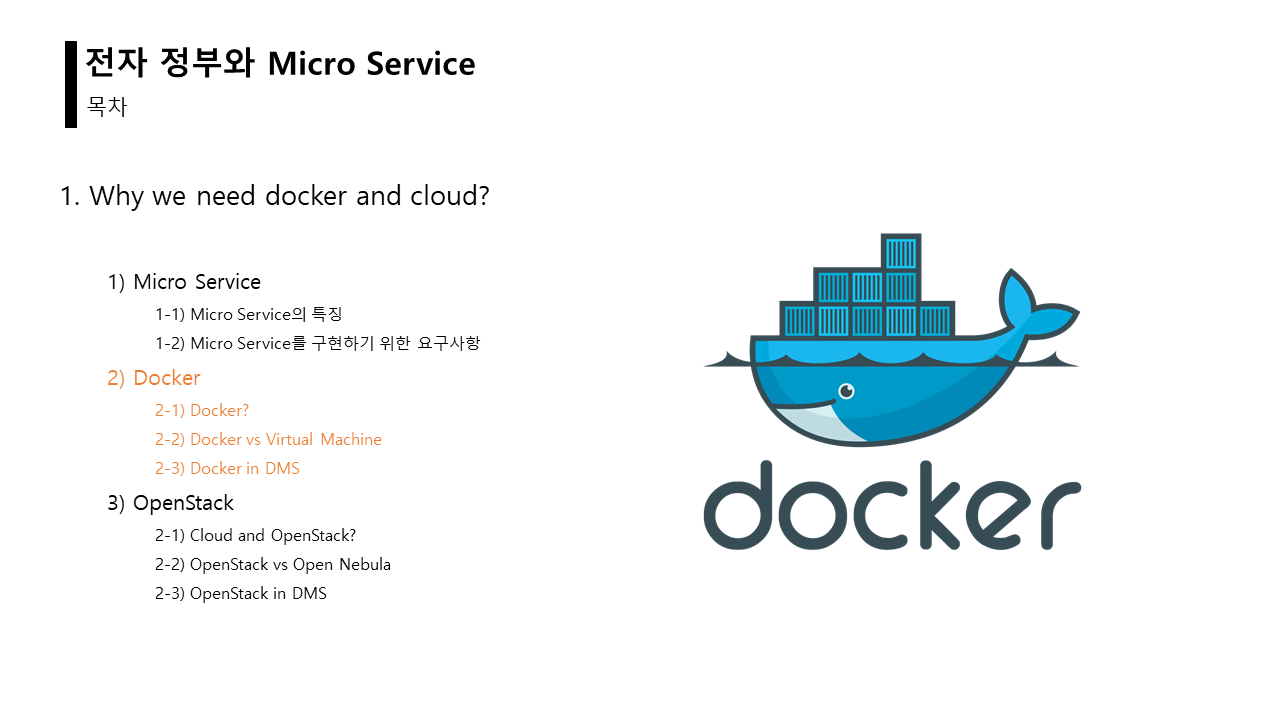 전자 정부와 Micro Service
목차
1. Why we need docker and cloud?
1) Micro Service
1-1) Micro Service의 특징
1-2) Micro Service를 구현하기 위한 요구사항
2) Docker
2-1) Docker?
2-2) Docker vs Virtual Machine
2-3) Docker in DMS
3) OpenStack
2-1) Cloud and OpenStack?
2-2) OpenStack vs Open Nebula
2-3) OpenStack in DMS
docker